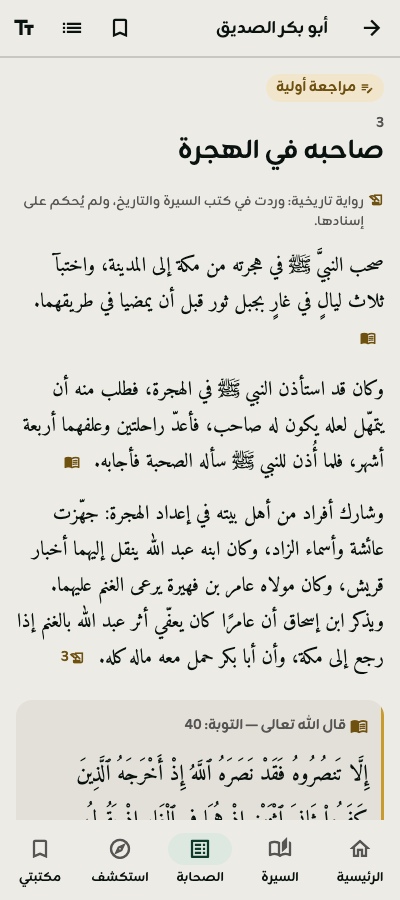 أبو بكر الصديق
مراجعة أولية
3
صاحبه في الهجرة
رواية تاريخية: وردت في كتب السيرة والتاريخ، ولم يُحكم على
إسنادها.
صحب النبيَّ ﷺ في هجرته من مكة إلى المدينة، واختبآ
ثلاث ليالٍ في غارٍ بجبل ثور قبل أن يمضيا في طريقهما.
وكان قد استأذن النبي ﷺ في الهجرة، فطلب منه أن
يتمهّل لعله يكون له صاحب، فأعدّ راحلتين وعلفهما أربعة
أشهر، فلما أُذن للنبي ﷺ سأله الصحبة فأجابه.
وشارك أفراد من أهل بيته في إعداد الهجرة: جهّزت
عائشة وأسماء الزاد، وكان ابنه عبد الله ينقل إليهما أخبار
قريش، وكان مولاه عامر بن فهيرة يرعى الغنم عليهما.
ويذكر ابن إسحاق أن عامرًا كان يعفّي أثر عبد الله بالغنم إذا
رجع إلى مكة، وأن أبا بكر حمل معه ماله كله. 3
قال الله تعالى — التوبة: 40
إِلَّا تَنصُرُوهُ فَقَدْ نَصَرَهُ ٱللَّهُ إِذْ أَخْرَجَهُ ٱلَّذِينَ
الرئيسية
السيرة
الصحابة
استكشف
مكتبتي